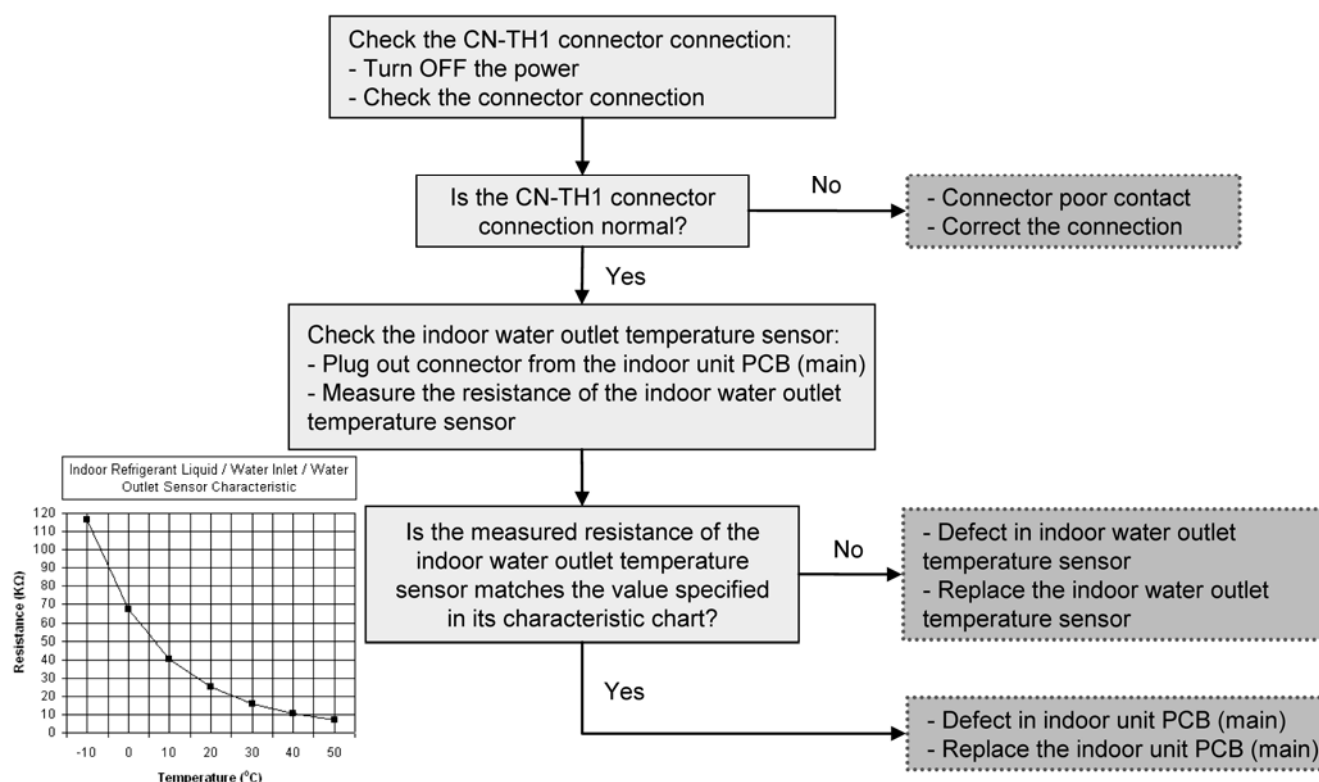 Check the CN-TH1 connector connection:
- Turn OFF the power
- Check the connector connection
Is the CN-TH1 connector
connection normal?
No
- Connector poor contact
- Correct the connection
Yes
Check the indoor water outlet temperature sensor:
- Plug out connector from the indoor unit PCB (main)
- Measure the resistance of the indoor water outlet
temperature sensor
Indoor Refrigerant Liquid / Water Inlet / Water
Outlet Sensor Characteristic
Resistance (KΩ)
120
110
100
90
80
70
60
50
40
30
20
10
0
-10 0 10 20 30 40 50
Temperature (°C)
Is the measured resistance of the
indoor water outlet temperature
sensor matches the value specified
in its characteristic chart?
No
- Defect in indoor water outlet
temperature sensor
- Replace the indoor water outlet
temperature sensor
Yes
- Defect in indoor unit PCB (main)
- Replace the indoor unit PCB (main)